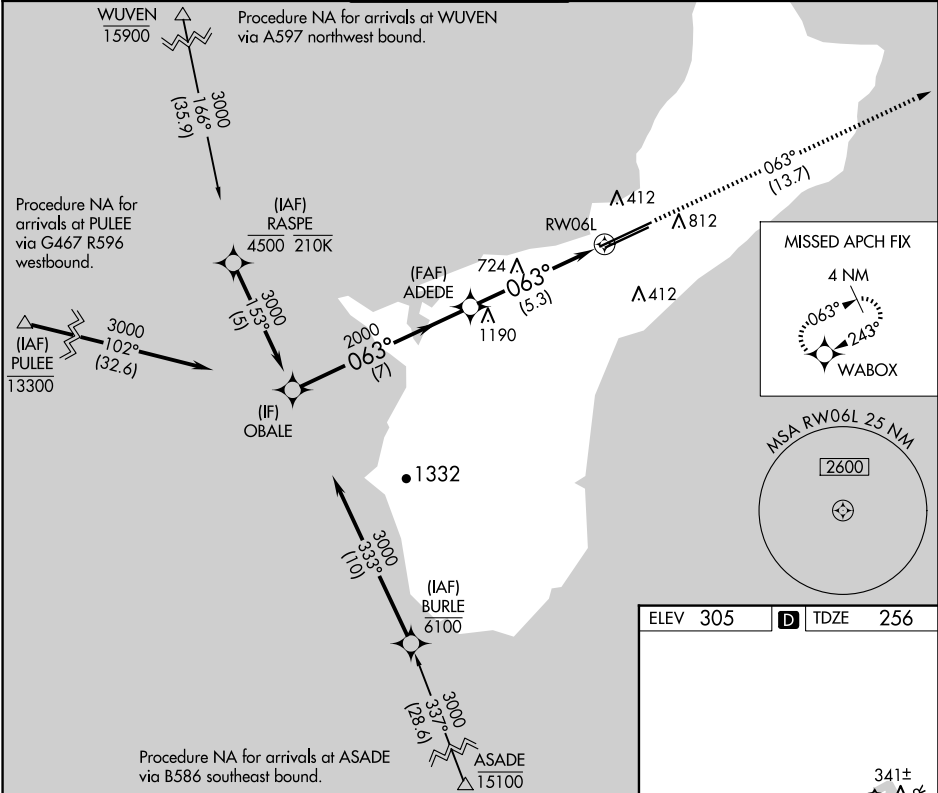 WUVEN
15900
Procedure NA for arrivals at WUVEN
via A597 northwest bound.
3000
166°
(35.9)
Procedure NA for
arrivals at PULEE
via G467 R596
westbound.
(IAF)
RASPE
4500 210K
3000
153°
(5)
(IAF)
PULEE
13300
3000
102°
(32.6)
(IF)
OBALE
2000
063°
(7)
(FAF)
ADEDE
724
1190
063°
(5.3)
RW06L
412
812
412
063°
(13.7)
MISSED APCH FIX
4 NM
063°
243°
WABOX
MSA RW06L 25 NM
2600
1332
3000
333°
(10)
(IAF)
BURLE
6100
3000
337°
(28.6)
ASADE
15100
Procedure NA for arrivals at ASADE
via B586 southeast bound.
ELEV 305 D TDZE 256
341±